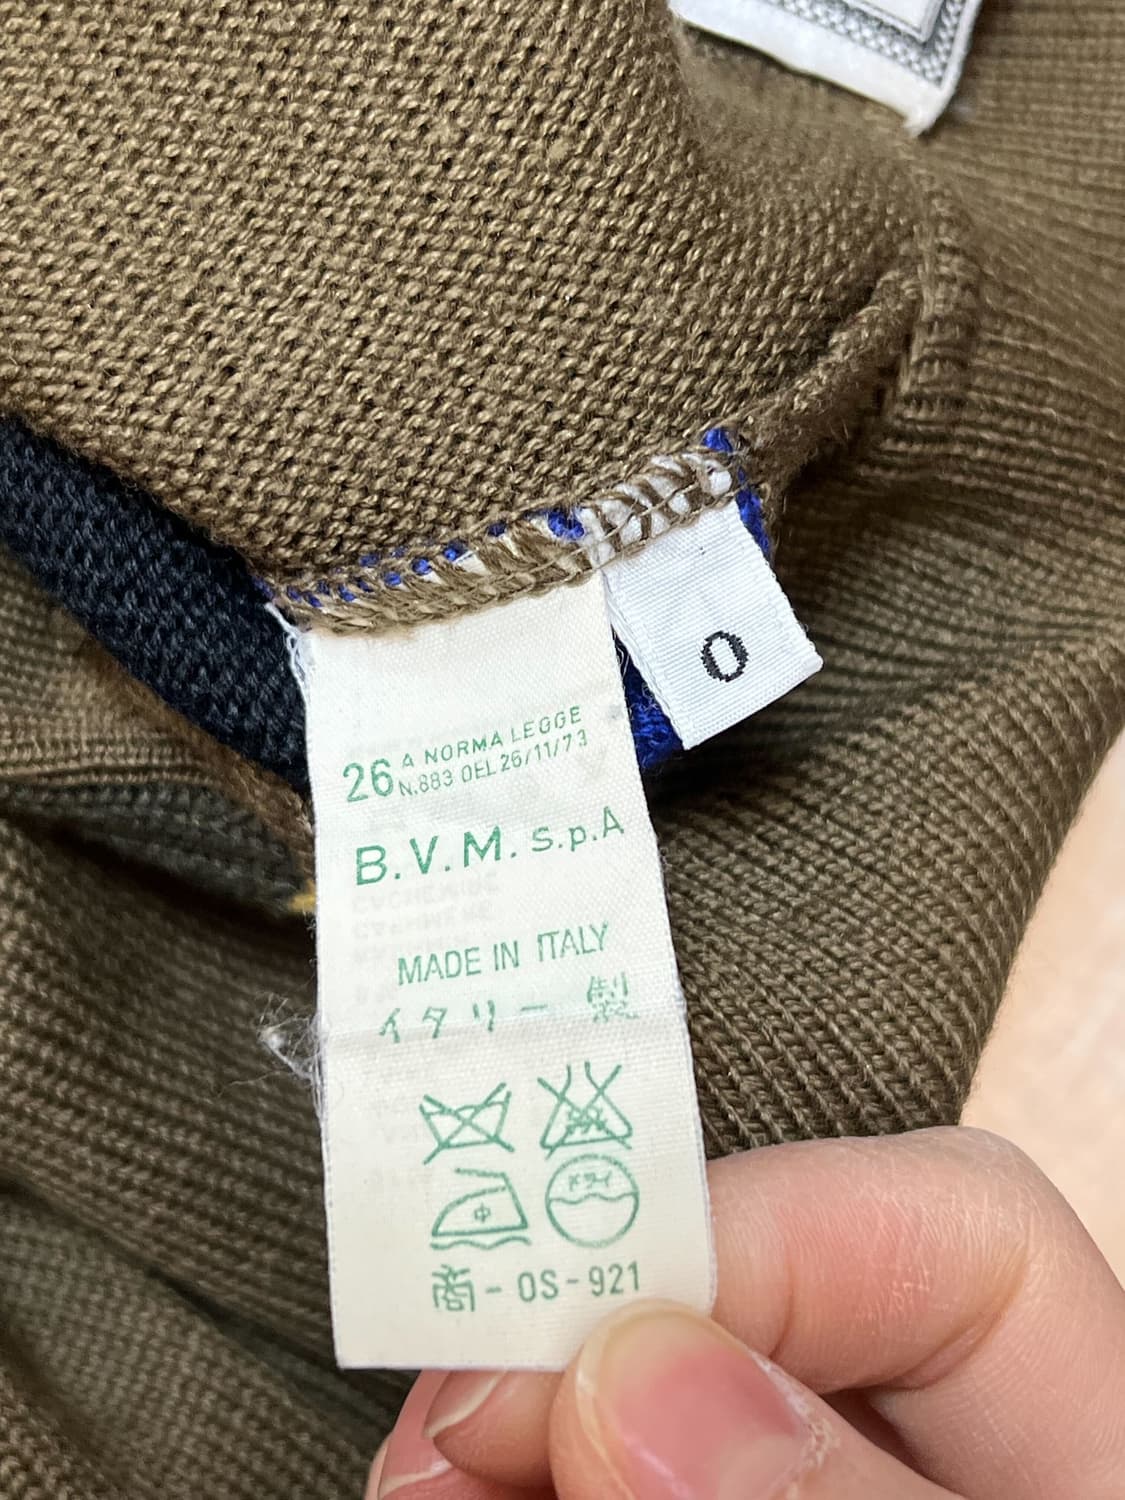 O
26 A NORMA LEGGE
N.883 DEL 26/11/73
B.V.M. s.p.A
MADE IN ITALY
イタリー製
ドライ
中
商-OS-921